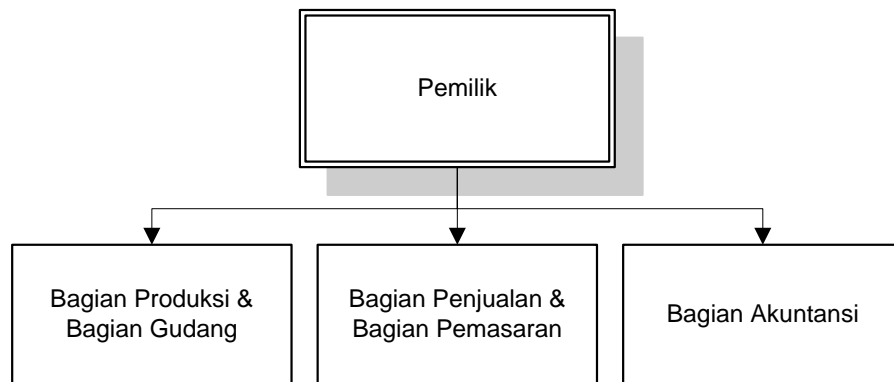 Pemilik
Bagian Produksi &
Bagian Gudang
Bagian Penjualan &
Bagian Pemasaran
Bagian Akuntansi